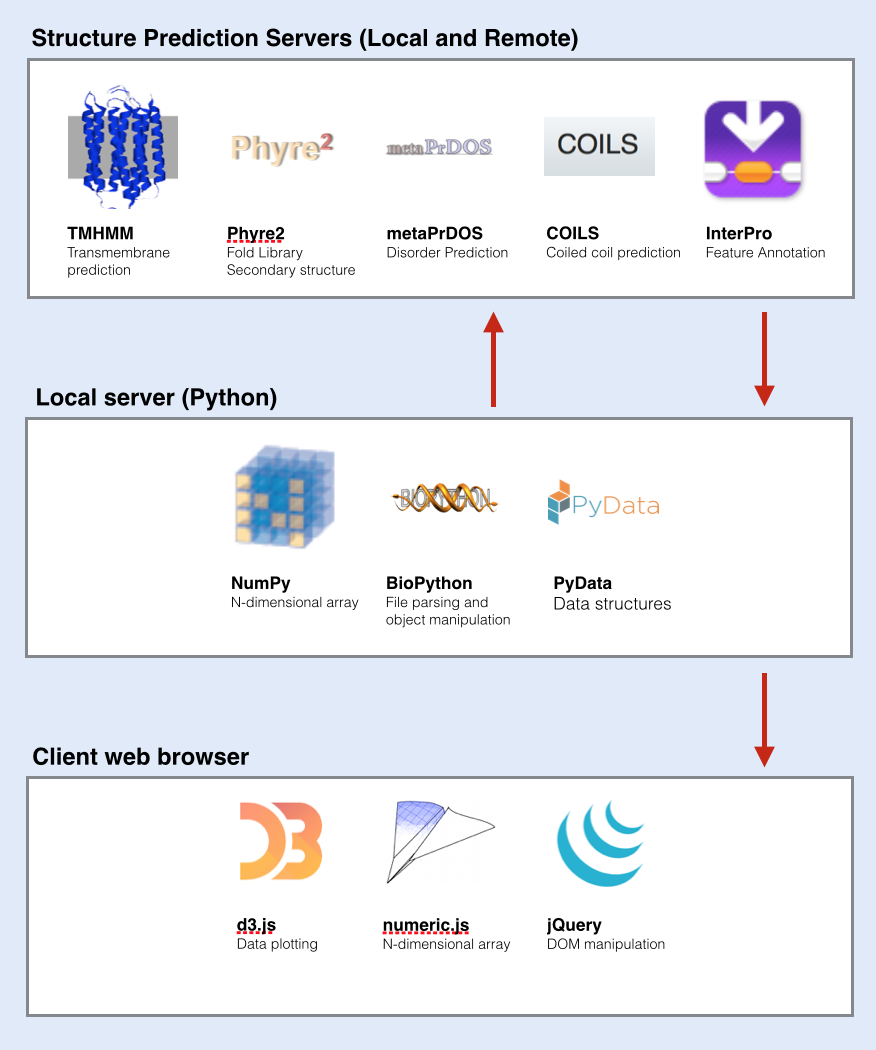 Structure Prediction Servers (Local and Remote)
Phyre2
metaPrDOS
COILS
TMHMM
Transmembrane
prediction
Phyre2
Fold Library
Secondary structure
metaPrDOS
Disorder Prediction
COILS
Coiled coil prediction
InterPro
Feature Annotation
Local server (Python)
BIOPYTHON
PyData
NumPy
N-dimensional array
BioPython
File parsing and
object manipulation
PyData
Data structures
Client web browser
D3
d3.js
Data plotting
numeric.js
N-dimensional array
jQuery
DOM manipulation